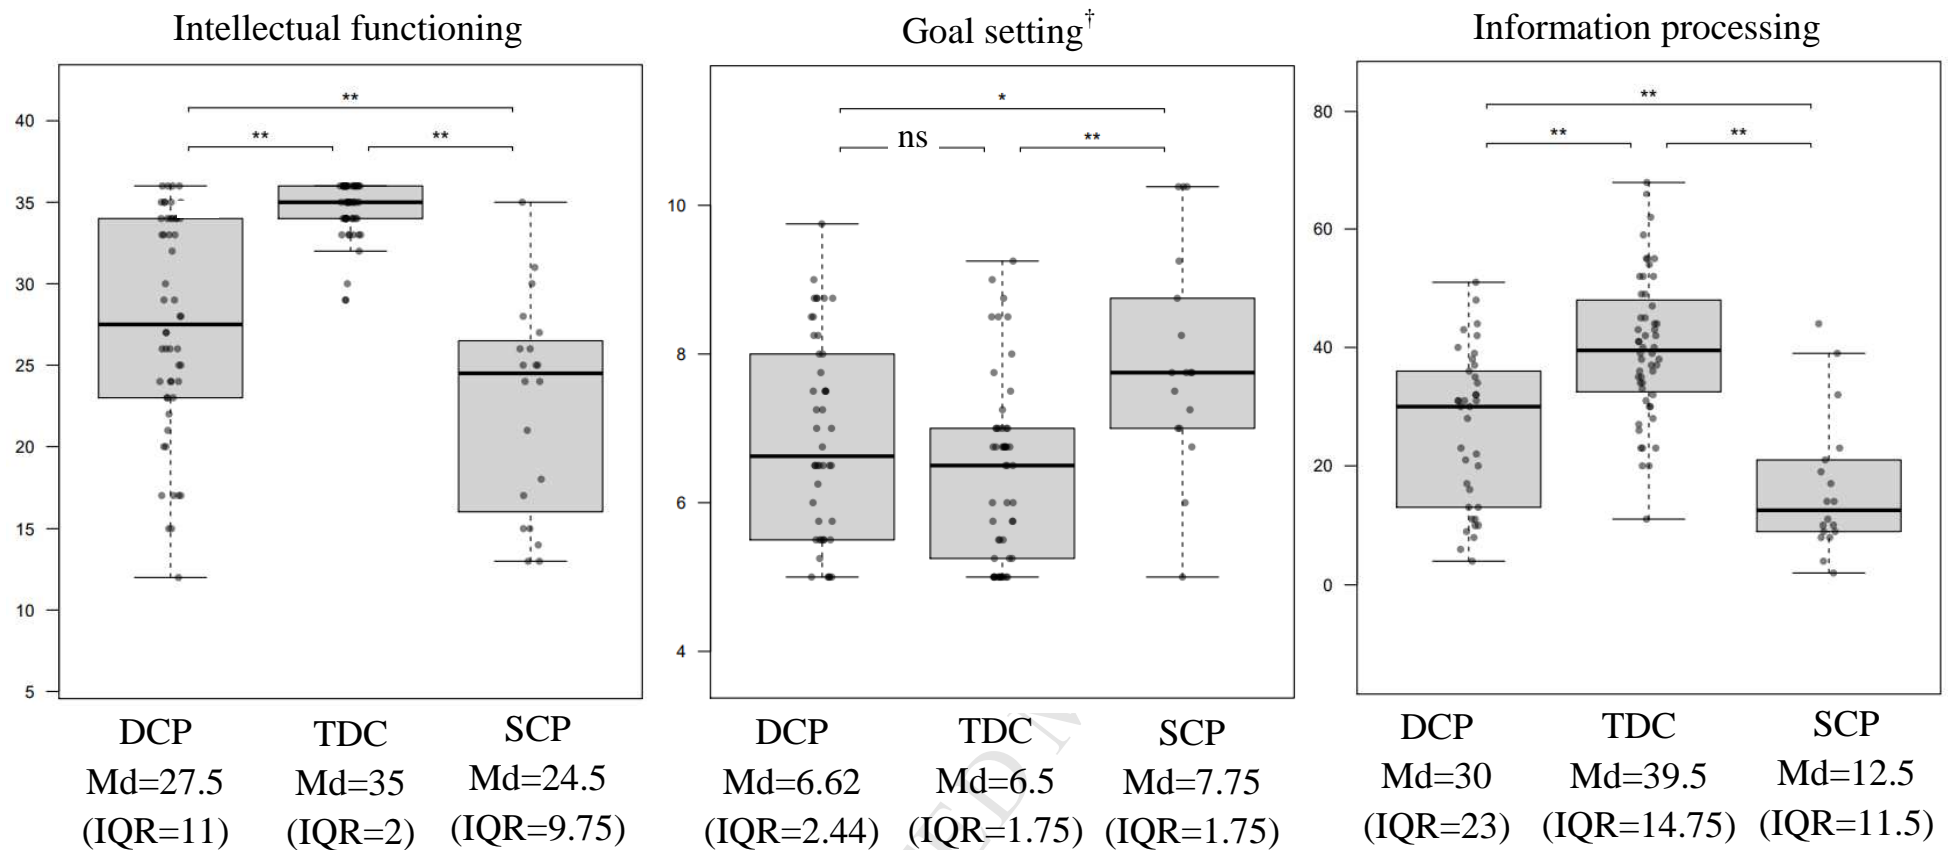 Intellectual functioning
Goal setting†
Information processing
**
**
**
40
35
30
25
20
15
10
5
*
ns
**
10
8
6
4
**
**
**
80
60
40
20
0
DCP TDC SCP
Md=27.5 Md=35 Md=24.5
(IQR=11) (IQR=2) (IQR=9.75)
DCP TDC SCP
Md=6.62 Md=6.5 Md=7.75
(IQR=2.44) (IQR=1.75) (IQR=1.75)
DCP TDC SCP
Md=30 Md=39.5 Md=12.5
(IQR=23) (IQR=14.75) (IQR=11.5)